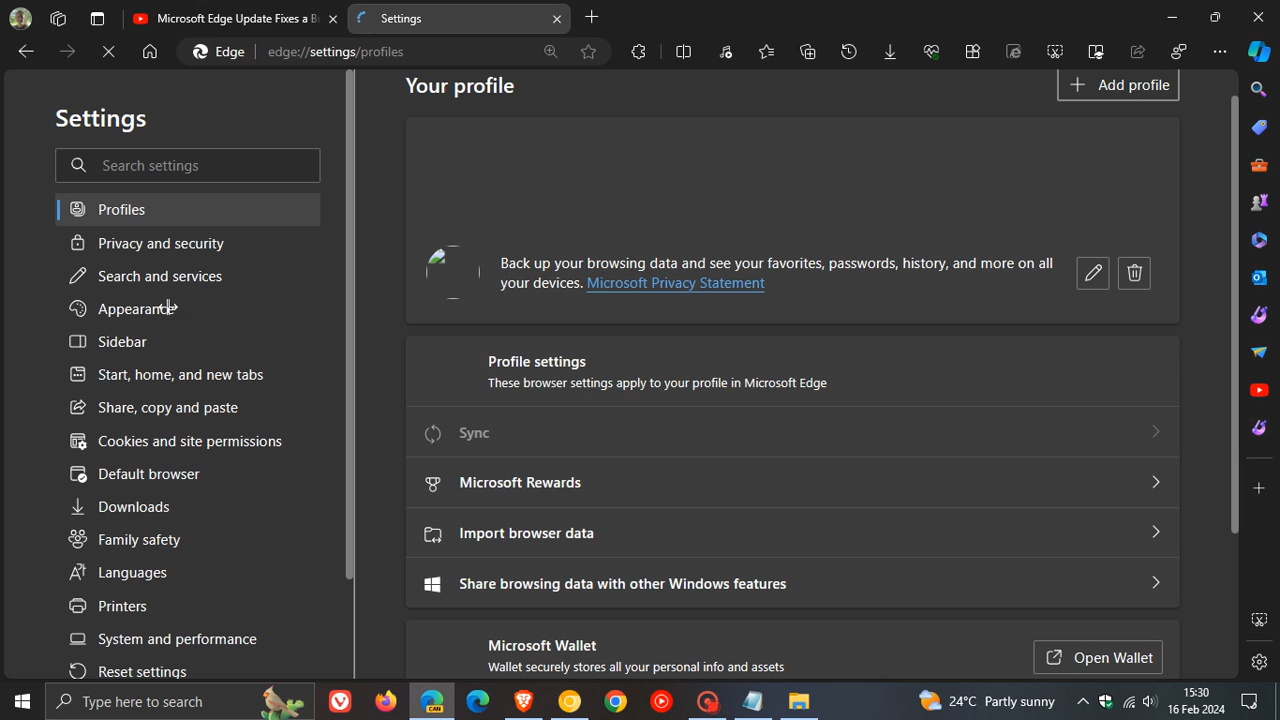 Microsoft Edge Update Fixes a B
Settings
Edge
edge://settings/profiles
Settings
Search settings
Profiles
Privacy and security
Search and services
Appearance
Sidebar
Start, home, and new tabs
Share, copy and paste
Cookies and site permissions
Default browser
Downloads
Family safety
Languages
Printers
System and performance
Reset settings
Your profile
Add profile
Back up your browsing data and see your favorites, passwords, history, and more on all
your devices. Microsoft Privacy Statement
Profile settings
These browser settings apply to your profile in Microsoft Edge
Sync
Microsoft Rewards
Import browser data
Share browsing data with other Windows features
Microsoft Wallet
Wallet securely stores all your personal info and assets
Open Wallet
Type here to search
CAN
24°C Partly sunny
15:30
16 Feb 2024